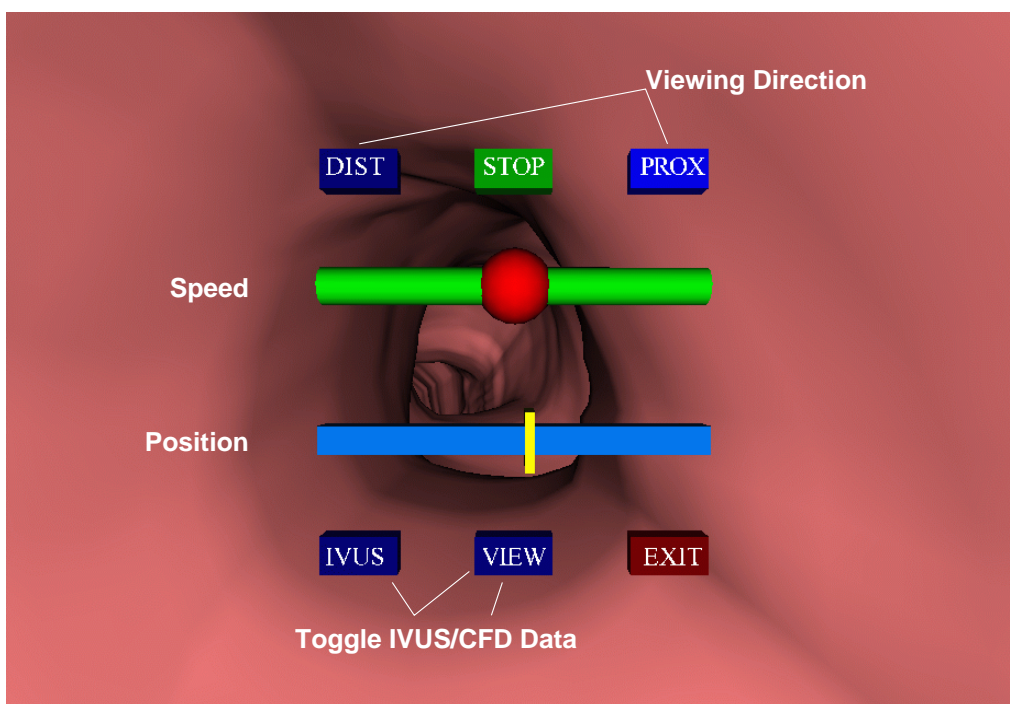 Viewing Direction
DIST STOP PROX
Speed
Position
IVUS VIEW EXIT
Toggle IVUS/CFD Data